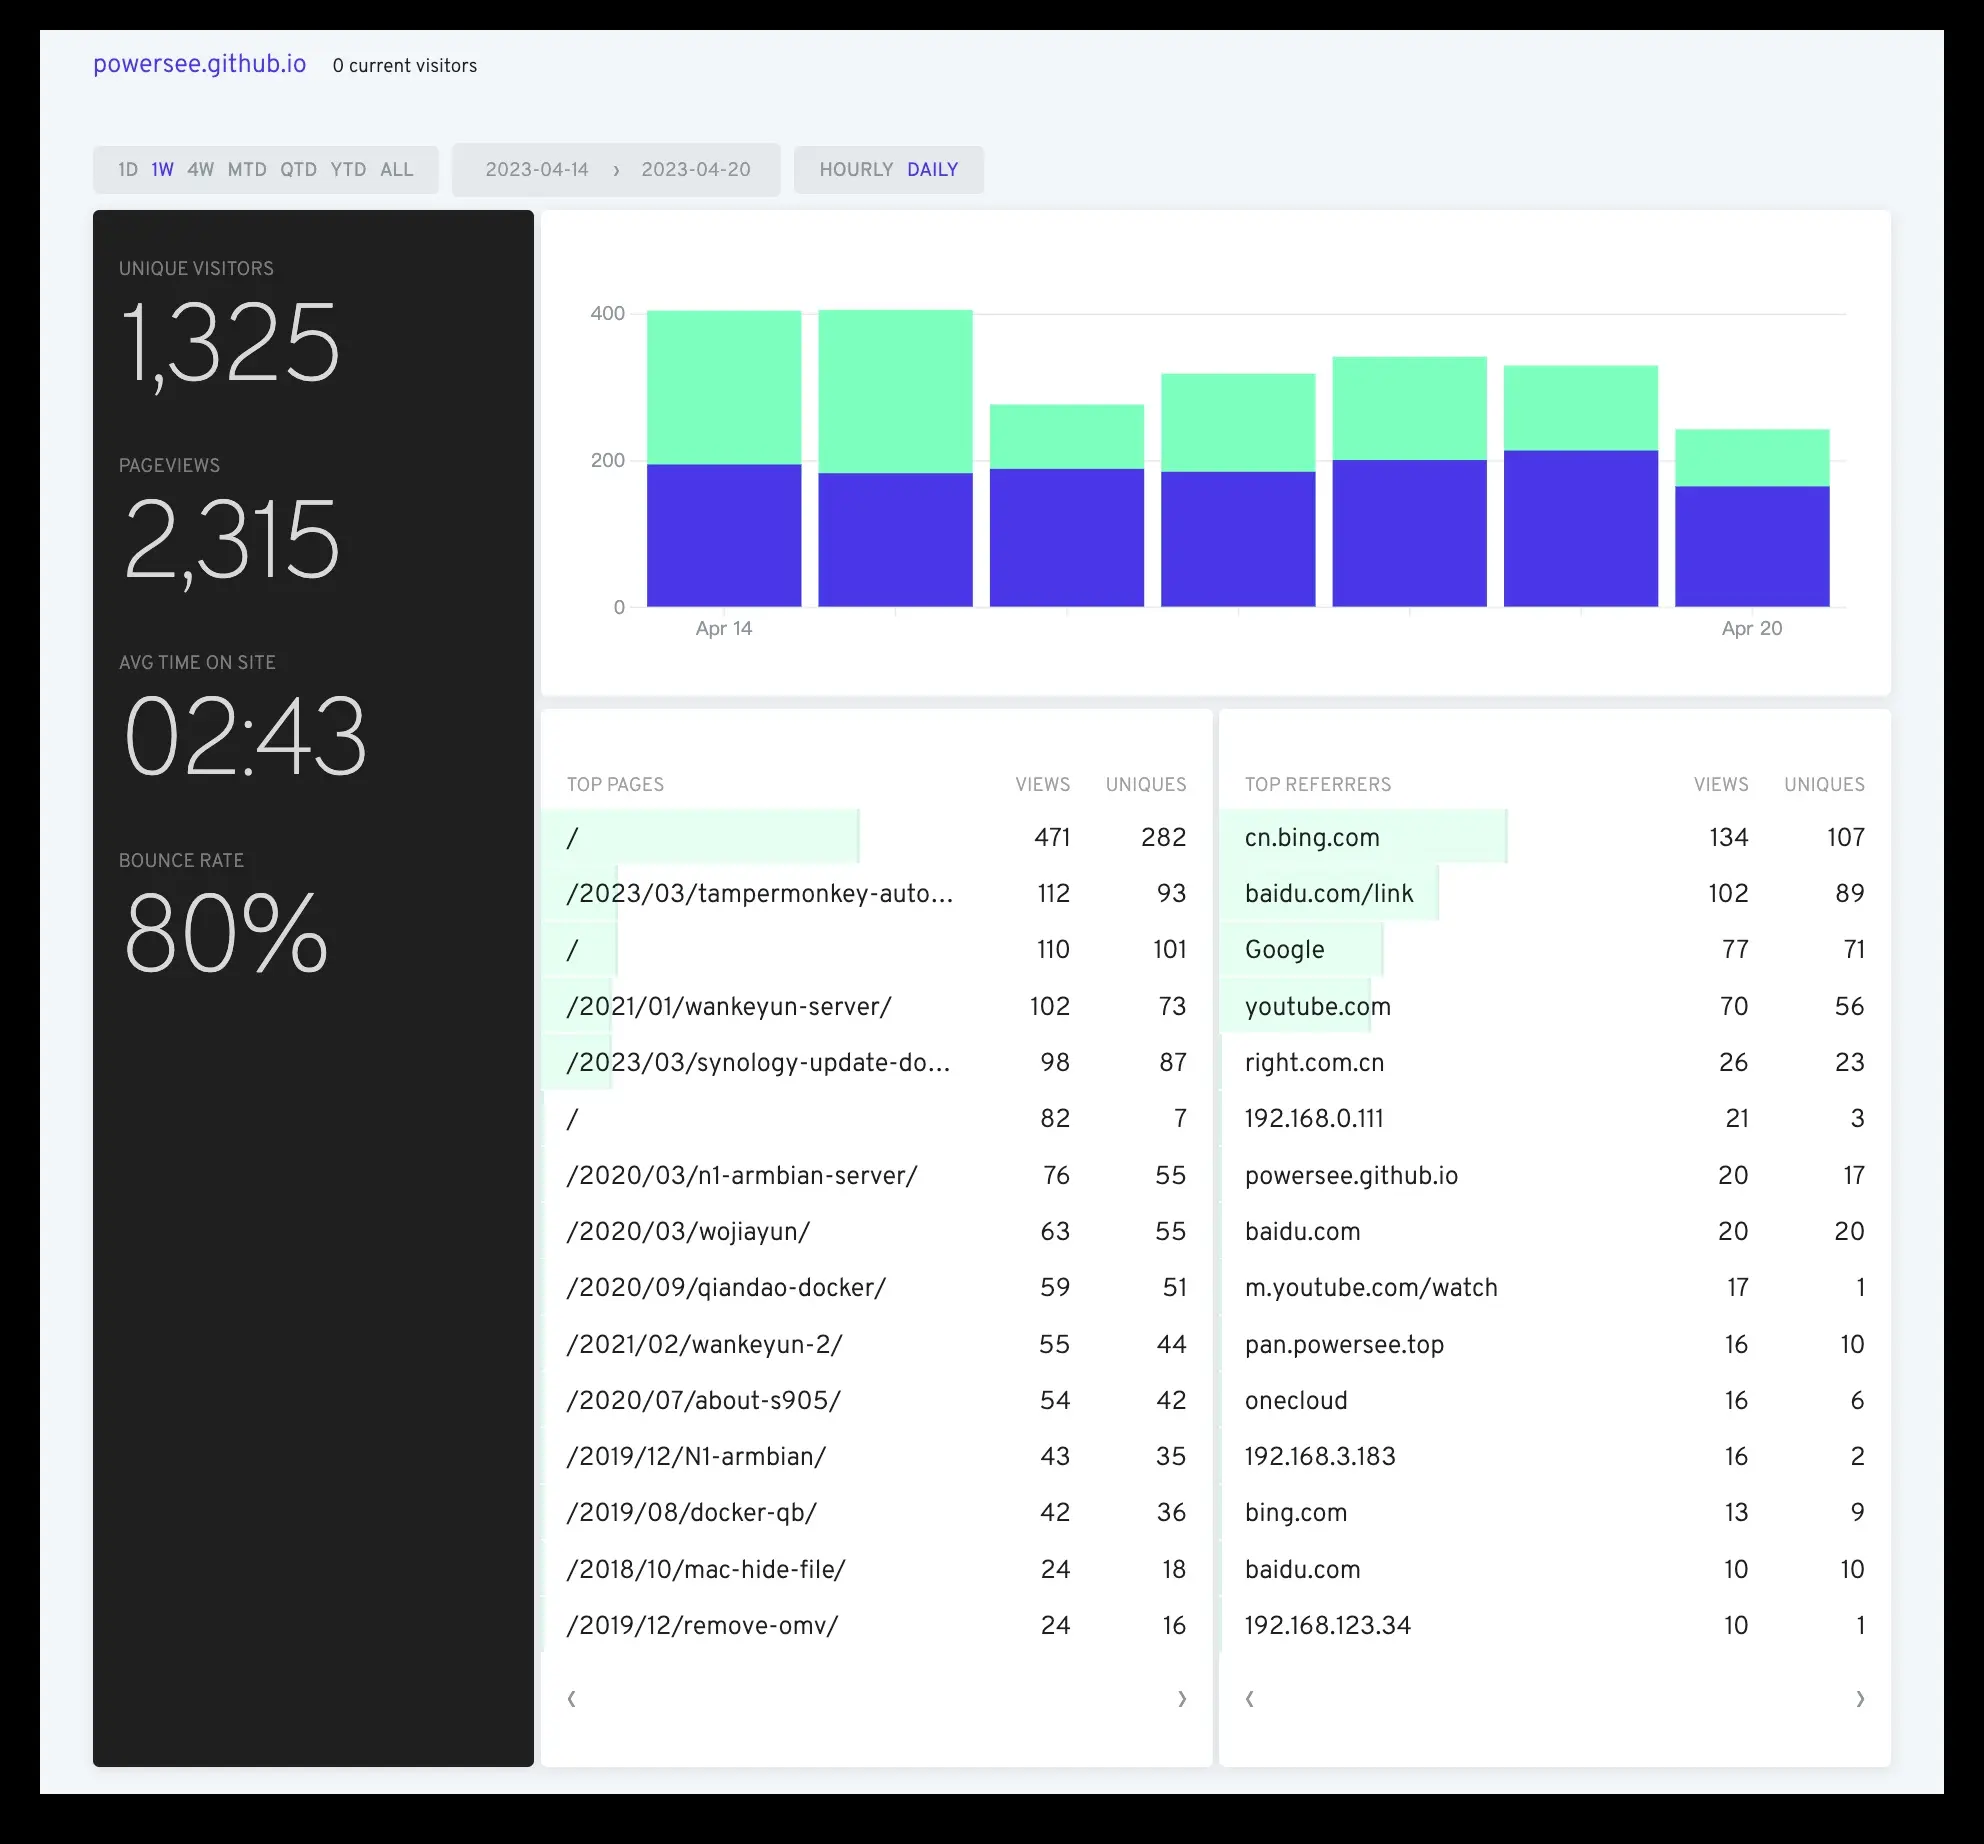 powersee.github.io 0 current visitors
1D 1W 4W MTD QTD YTD ALL 2023-04-14 › 2023-04-20 HOURLY DAILY
UNIQUE VISITORS
1,325
PAGEVIEWS
2,315
AVG TIME ON SITE
02:43
BOUNCE RATE
80%
400
200
0
Apr 14 Apr 20
TOP PAGES VIEWS UNIQUES
/ 471 282
/2023/03/tampermonkey-auto... 112 93
/ 110 101
/2021/01/wankeyun-server/ 102 73
/2023/03/synology-update-do... 98 87
/ 82 7
/2020/03/n1-armbian-server/ 76 55
/2020/03/wojiayun/ 63 55
/2020/09/qiandao-docker/ 59 51
/2021/02/wankeyun-2/ 55 44
/2020/07/about-s905/ 54 42
/2019/12/N1-armbian/ 43 35
/2019/08/docker-qb/ 42 36
/2018/10/mac-hide-file/ 24 18
/2019/12/remove-omv/ 24 16
‹ ›
TOP REFERRERS VIEWS UNIQUES
cn.bing.com 134 107
baidu.com/link 102 89
Google 77 71
youtube.com 70 56
right.com.cn 26 23
192.168.0.111 21 3
powersee.github.io 20 17
baidu.com 20 20
m.youtube.com/watch 17 1
pan.powersee.top 16 10
onecloud 16 6
192.168.3.183 16 2
bing.com 13 9
baidu.com 10 10
192.168.123.34 10 1
‹ ›